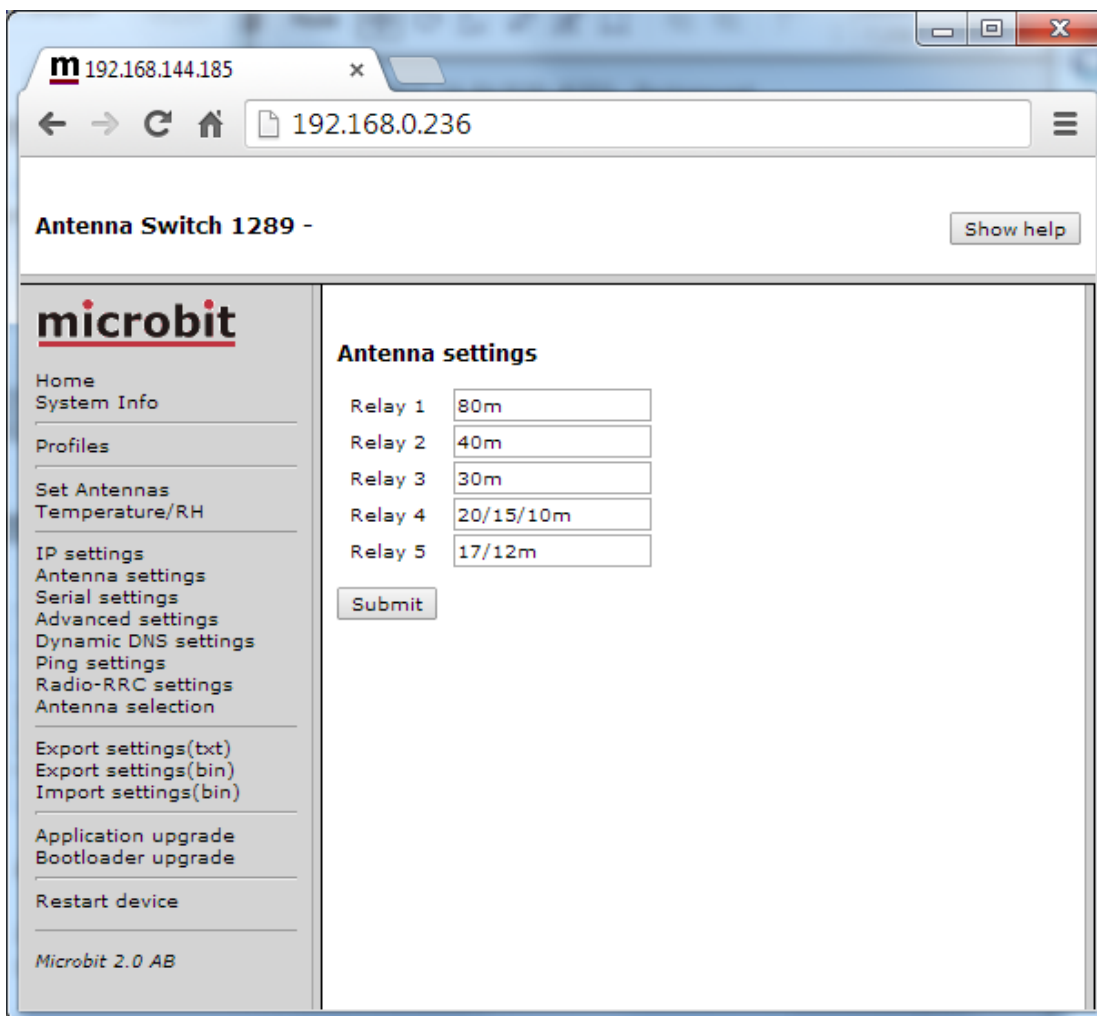 m 192.168.144.185
192.168.0.236
Antenna Switch 1289 -
Show help
microbit
Home
System Info
Profiles
Set Antennas
Temperature/RH
IP settings
Antenna settings
Serial settings
Advanced settings
Dynamic DNS settings
Ping settings
Radio-RRC settings
Antenna selection
Export settings(txt)
Export settings(bin)
Import settings(bin)
Application upgrade
Bootloader upgrade
Restart device
Microbit 2.0 AB
Antenna settings
Relay 1 80m
Relay 2 40m
Relay 3 30m
Relay 4 20/15/10m
Relay 5 17/12m
Submit